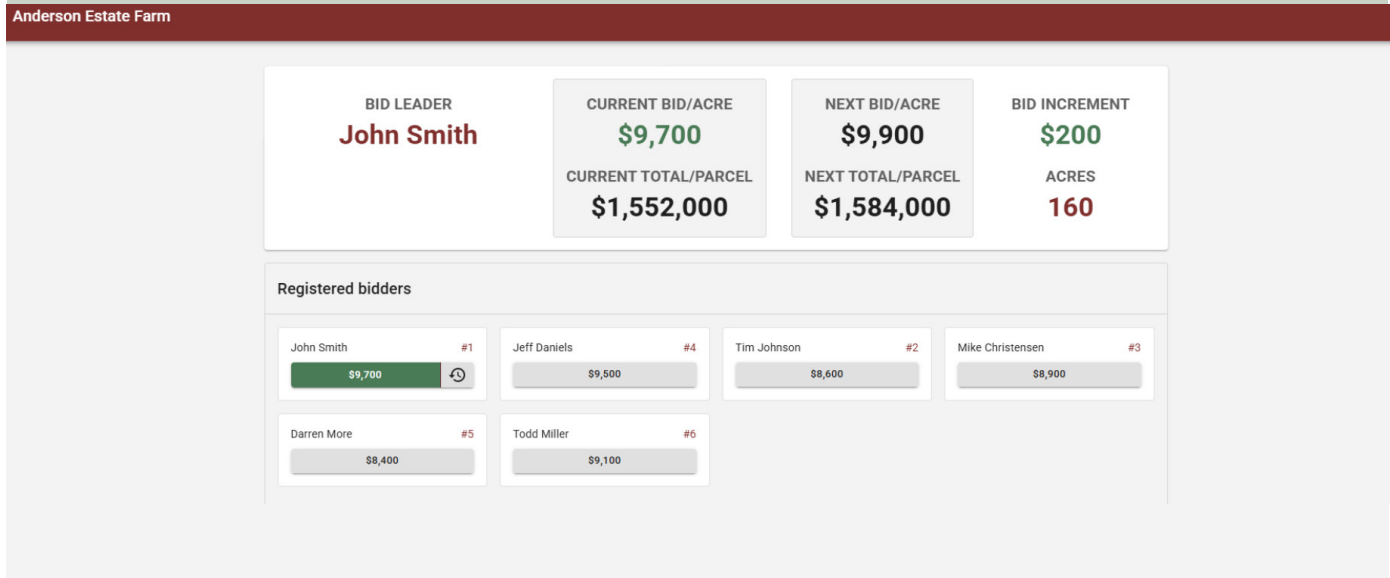 Anderson Estate Farm
BID LEADER
John Smith
CURRENT BID/ACRE
$9,700
CURRENT TOTAL/PARCEL
$1,552,000
NEXT BID/ACRE
$9,900
NEXT TOTAL/PARCEL
$1,584,000
BID INCREMENT
$200
ACRES
160
Registered bidders
John Smith #1
$9,700
Jeff Daniels #4
$9,500
Tim Johnson #2
$8,600
Mike Christensen #3
$8,900
Darren More #5
$8,400
Todd Miller #6
$9,100